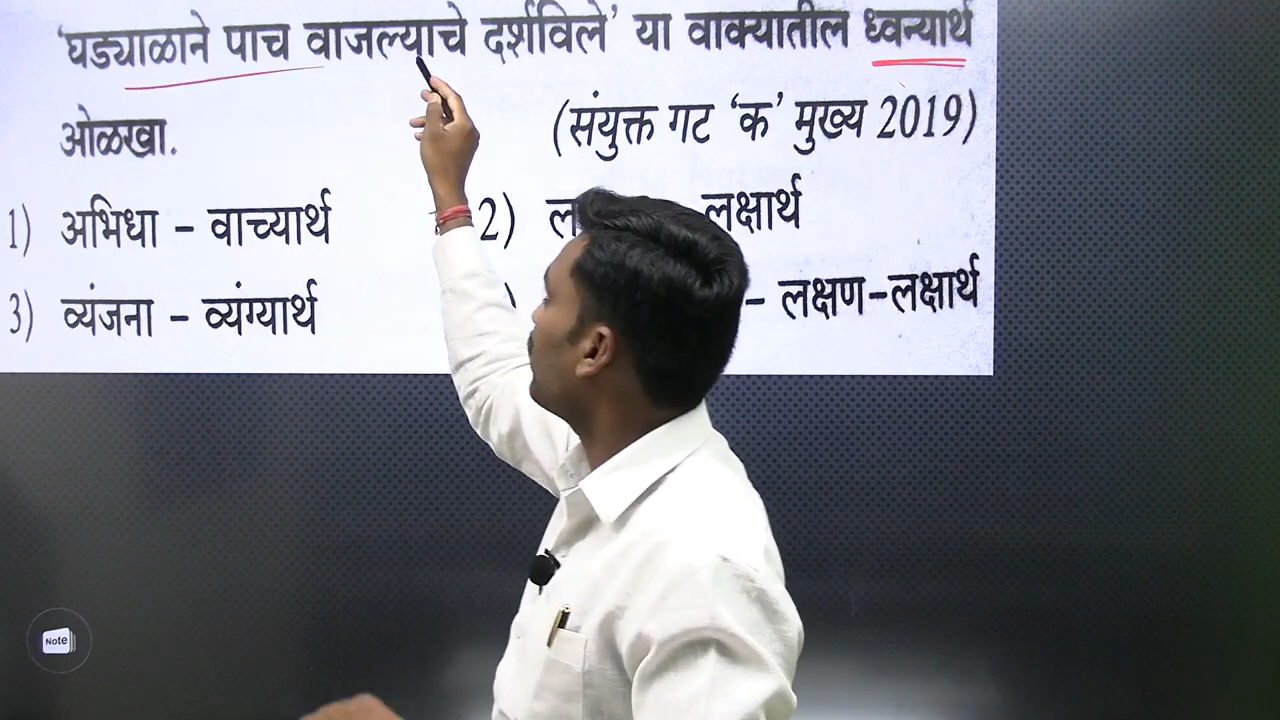 'घड्याळाने पाच वाजल्याचे दर्शविले' या वाक्यातील ध्वन्यार्थ
ओळखा. (संयुक्त गट 'क' मुख्य 2019)
1) अभिधा – वाच्यार्थ 2) लक्षार्थ
3) व्यंजना – व्यंग्यार्थ – लक्षण-लक्षार्थ
Note